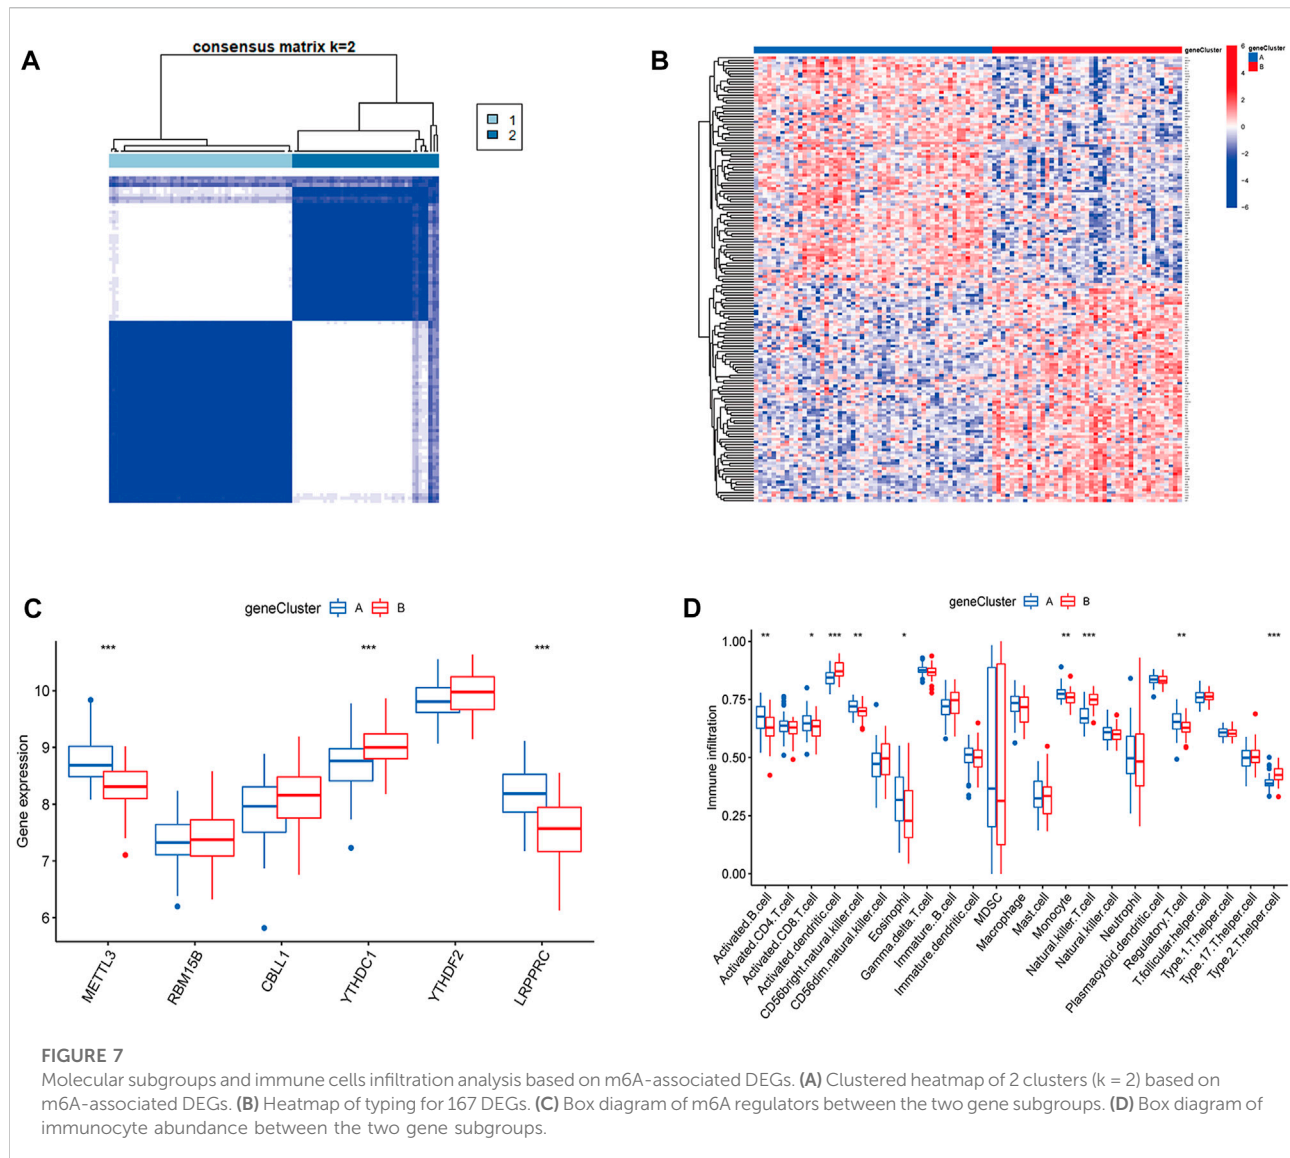 A
consensus matrix k=2
1
2
B
geneCluster
6
4
2
0
−2
−4
−6
geneCluster
A
B
C
geneCluster A B
Gene expression
10
9
8
7
6
***
***
***
METTL3
RBM15B
CBLL1
YTHDC1
YTHDF2
LRPPRC
D
geneCluster A B
Immune infiltration
1.00
0.75
0.50
0.25
0.00
**
*
***
**
*
**
***
**
***
Activated.B.cell
Activated.CD4.T.cell
Activated.CD8.T.cell
Activated.dendritic.cell
CD56bright.natural.killer.cell
CD56dim.natural.killer.cell
Eosinophil
Gamma.delta.T.cell
Immature.B.cell
Immature.dendritic.cell
MDSC
Macrophage
Mast.cell
Monocyte
Natural.killer.T.cell
Natural.killer.cell
Neutrophil
Plasmacytoid.dendritic.cell
Regulatory.T.cell
T.follicular.helper.cell
Type.1.T.helper.cell
Type.17.T.helper.cell
Type.2.T.helper.cell
FIGURE 7
Molecular subgroups and immune cells infiltration analysis based on m6A-associated DEGs. (A) Clustered heatmap of 2 clusters (k = 2) based on
m6A-associated DEGs. (B) Heatmap of typing for 167 DEGs. (C) Box diagram of m6A regulators between the two gene subgroups. (D) Box diagram of
immunocyte abundance between the two gene subgroups.